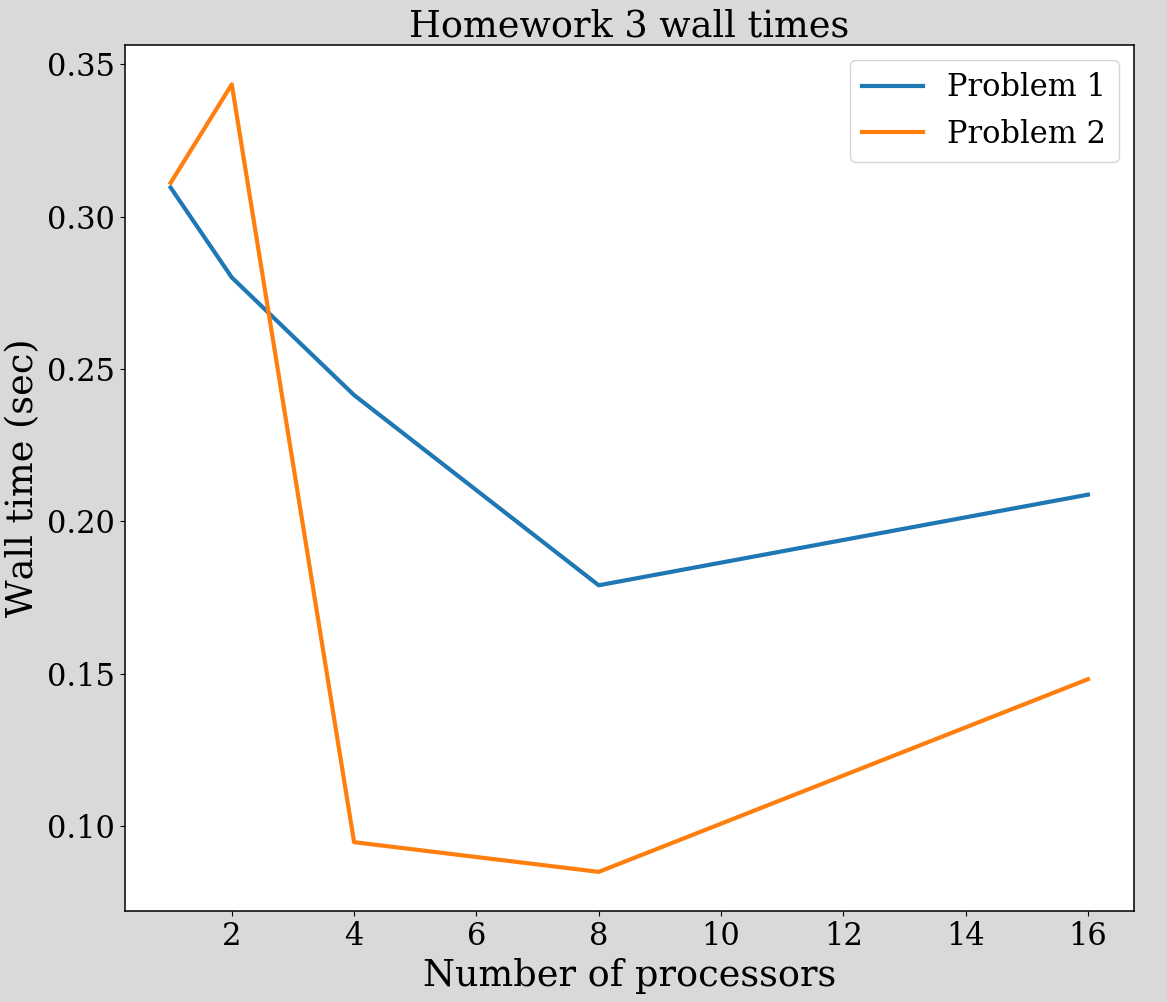 Homework 3 wall times
Problem 1
Problem 2
Wall time (sec)
0.35
0.30
0.25
0.20
0.15
0.10
2 4 6 8 10 12 14 16
Number of processors